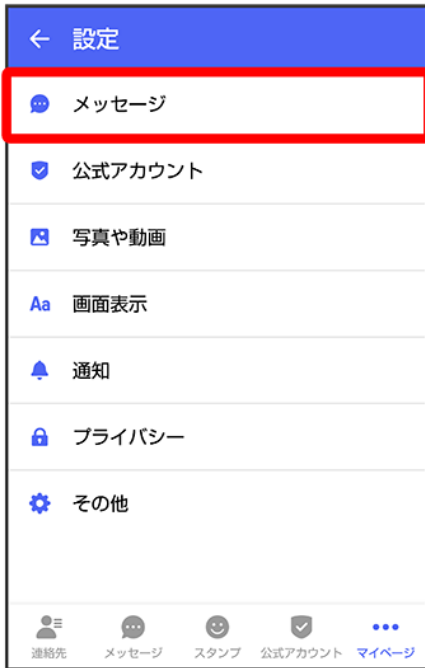 設定
メッセージ
公式アカウント
写真や動画
Aa 画面表示
通知
プライバシー
その他
連絡先 メッセージ スタンプ 公式アカウント マイページ